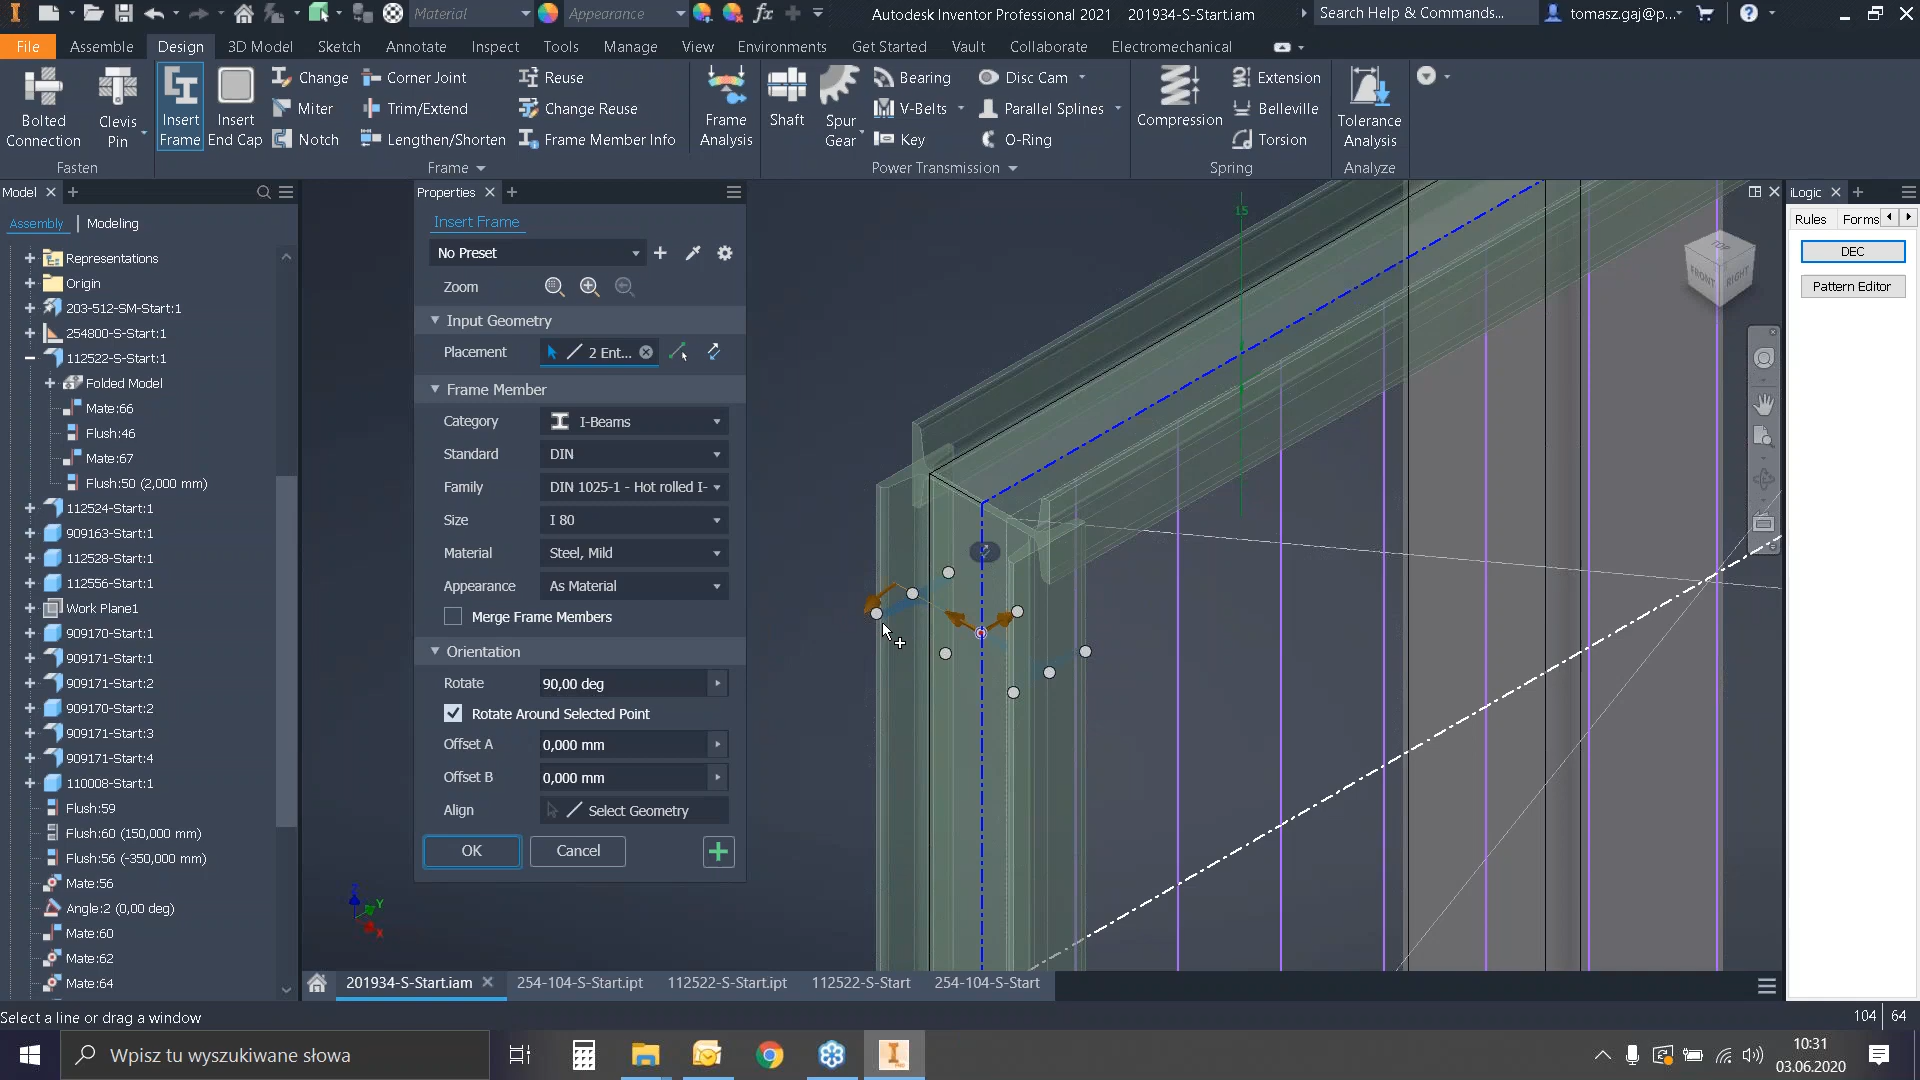 Material
Appearance
Autodesk Inventor Professional 2021
201934-S-Start.iam
Search Help & Commands...
tomasz.gaj@p...
File
Assemble
Design
3D Model
Sketch
Annotate
Inspect
Tools
Manage
View
Environments
Get Started
Vault
Collaborate
Electromechanical
Bolted
Connection
Clevis
Pin
Insert
Frame
Insert
End Cap
Change
Miter
Notch
Corner Joint
Trim/Extend
Lengthen/Shorten
Reuse
Change Reuse
Frame Member Info
Frame
Analysis
Shaft
Spur
Gear
Bearing
V-Belts
Key
Disc Cam
Parallel Splines
O-Ring
Compression
Extension
Belleville
Torsion
Tolerance
Analysis
Fasten
Frame
Power Transmission
Spring
Analyze
Model
Assembly
Modeling
Representations
Origin
203-512-SM-Start:1
254800-S-Start:1
112522-S-Start:1
Folded Model
Mate:66
Flush:46
Mate:67
Flush:50 (2,000 mm)
112524-Start:1
909163-Start:1
112528-Start:1
112556-Start:1
Work Plane1
909170-Start:1
909171-Start:1
909171-Start:2
909170-Start:2
909171-Start:3
909171-Start:4
110008-Start:1
Flush:59
Flush:60 (150,000 mm)
Flush:56 (-350,000 mm)
Mate:56
Angle:2 (0,00 deg)
Mate:60
Mate:62
Mate:64
Properties
Insert Frame
No Preset
Zoom
Input Geometry
Placement
2 Ent...
Frame Member
Category
I-Beams
Standard
DIN
Family
DIN 1025-1 - Hot rolled I-
Size
I 80
Material
Steel, Mild
Appearance
As Material
Merge Frame Members
Orientation
Rotate
90,00 deg
Rotate Around Selected Point
Offset A
0,000 mm
Offset B
0,000 mm
Align
Select Geometry
OK
Cancel
15
TOP
FRONT
RIGHT
Z
Y
X
iLogic
Rules
Forms
DEC
Pattern Editor
201934-S-Start.iam
254-104-S-Start.ipt
112522-S-Start.ipt
112522-S-Start
254-104-S-Start
Select a line or drag a window
104
64
Wpisz tu wyszukiwane słowa
10:31
03.06.2020